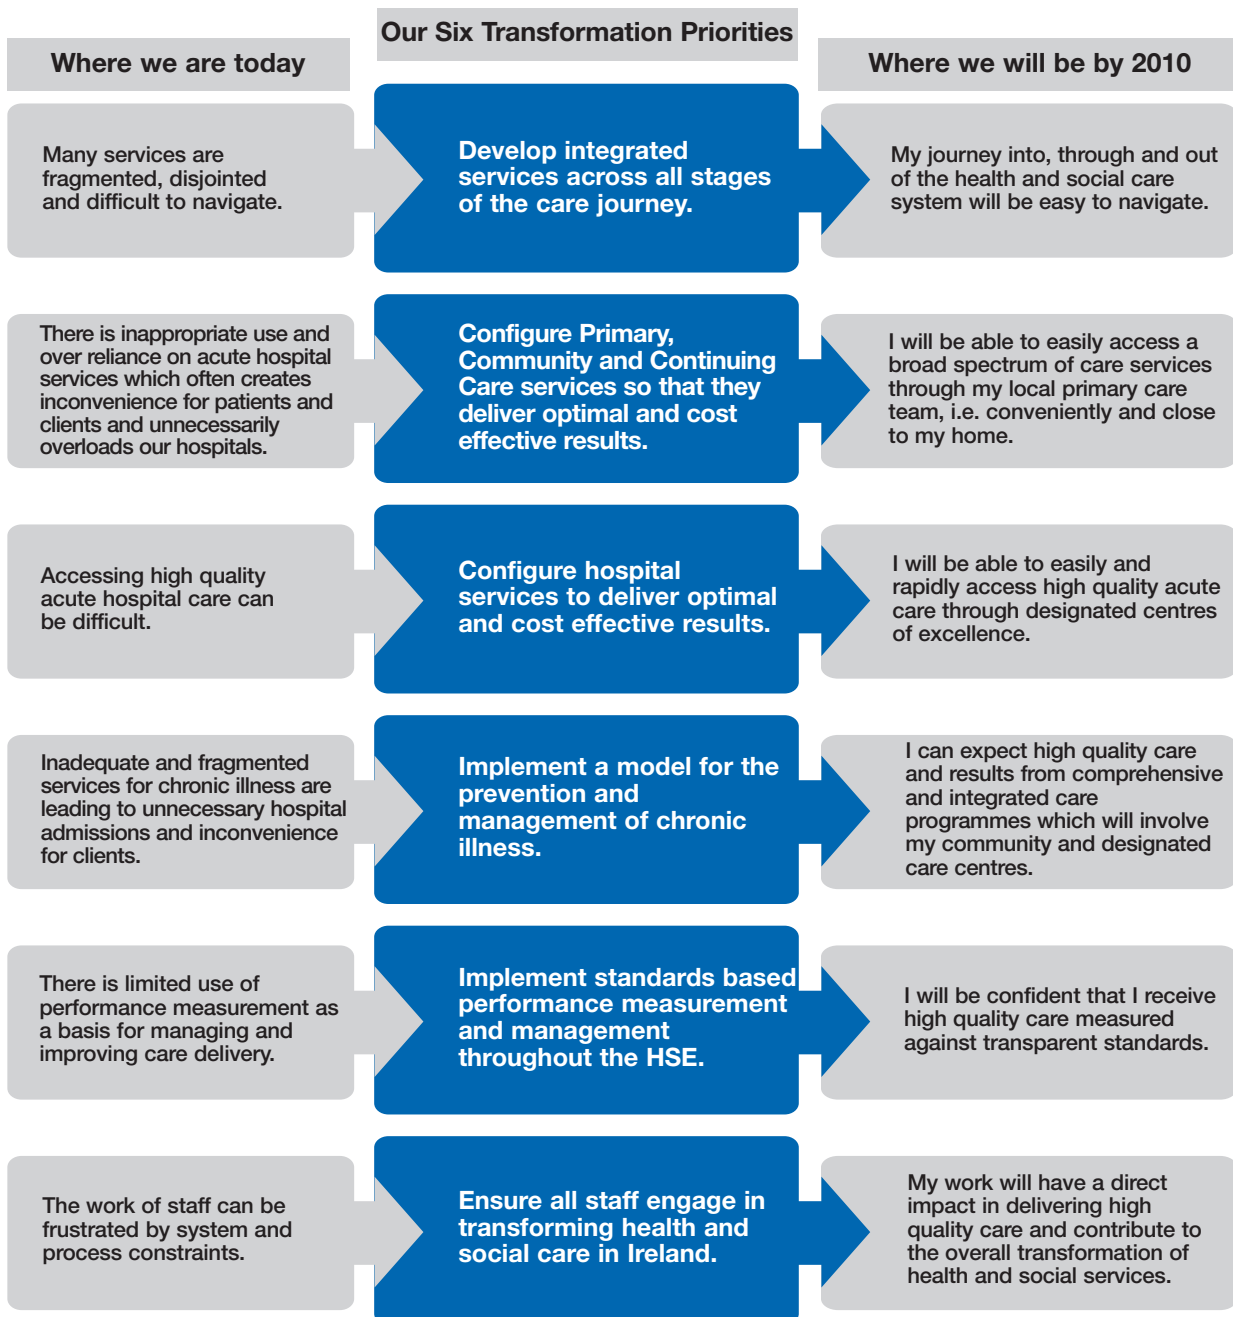 Our Six Transformation Priorities
Where we are today
Where we will be by 2010
Many services are
fragmented, disjointed
and difficult to navigate.
Develop integrated
services across all stages
of the care journey.
My journey into, through and out
of the health and social care
system will be easy to navigate.
There is inappropriate use and
over reliance on acute hospital
services which often creates
inconvenience for patients and
clients and unnecessarily
overloads our hospitals.
Configure Primary,
Community and Continuing
Care services so that they
deliver optimal and cost
effective results.
I will be able to easily access a
broad spectrum of care services
through my local primary care
team, i.e. conveniently and close
to my home.
Accessing high quality
acute hospital care can
be difficult.
Configure hospital
services to deliver optimal
and cost effective results.
I will be able to easily and
rapidly access high quality acute
care through designated centres
of excellence.
Inadequate and fragmented
services for chronic illness are
leading to unnecessary hospital
admissions and inconvenience
for clients.
Implement a model for the
prevention and
management of chronic
illness.
I can expect high quality care
and results from comprehensive
and integrated care
programmes which will involve
my community and designated
care centres.
There is limited use of
performance measurement as
a basis for managing and
improving care delivery.
Implement standards based
performance measurement
and management
throughout the HSE.
I will be confident that I receive
high quality care measured
against transparent standards.
The work of staff can be
frustrated by system and
process constraints.
Ensure all staff engage in
transforming health and
social care in Ireland.
My work will have a direct
impact in delivering high
quality care and contribute to
the overall transformation of
health and social services.